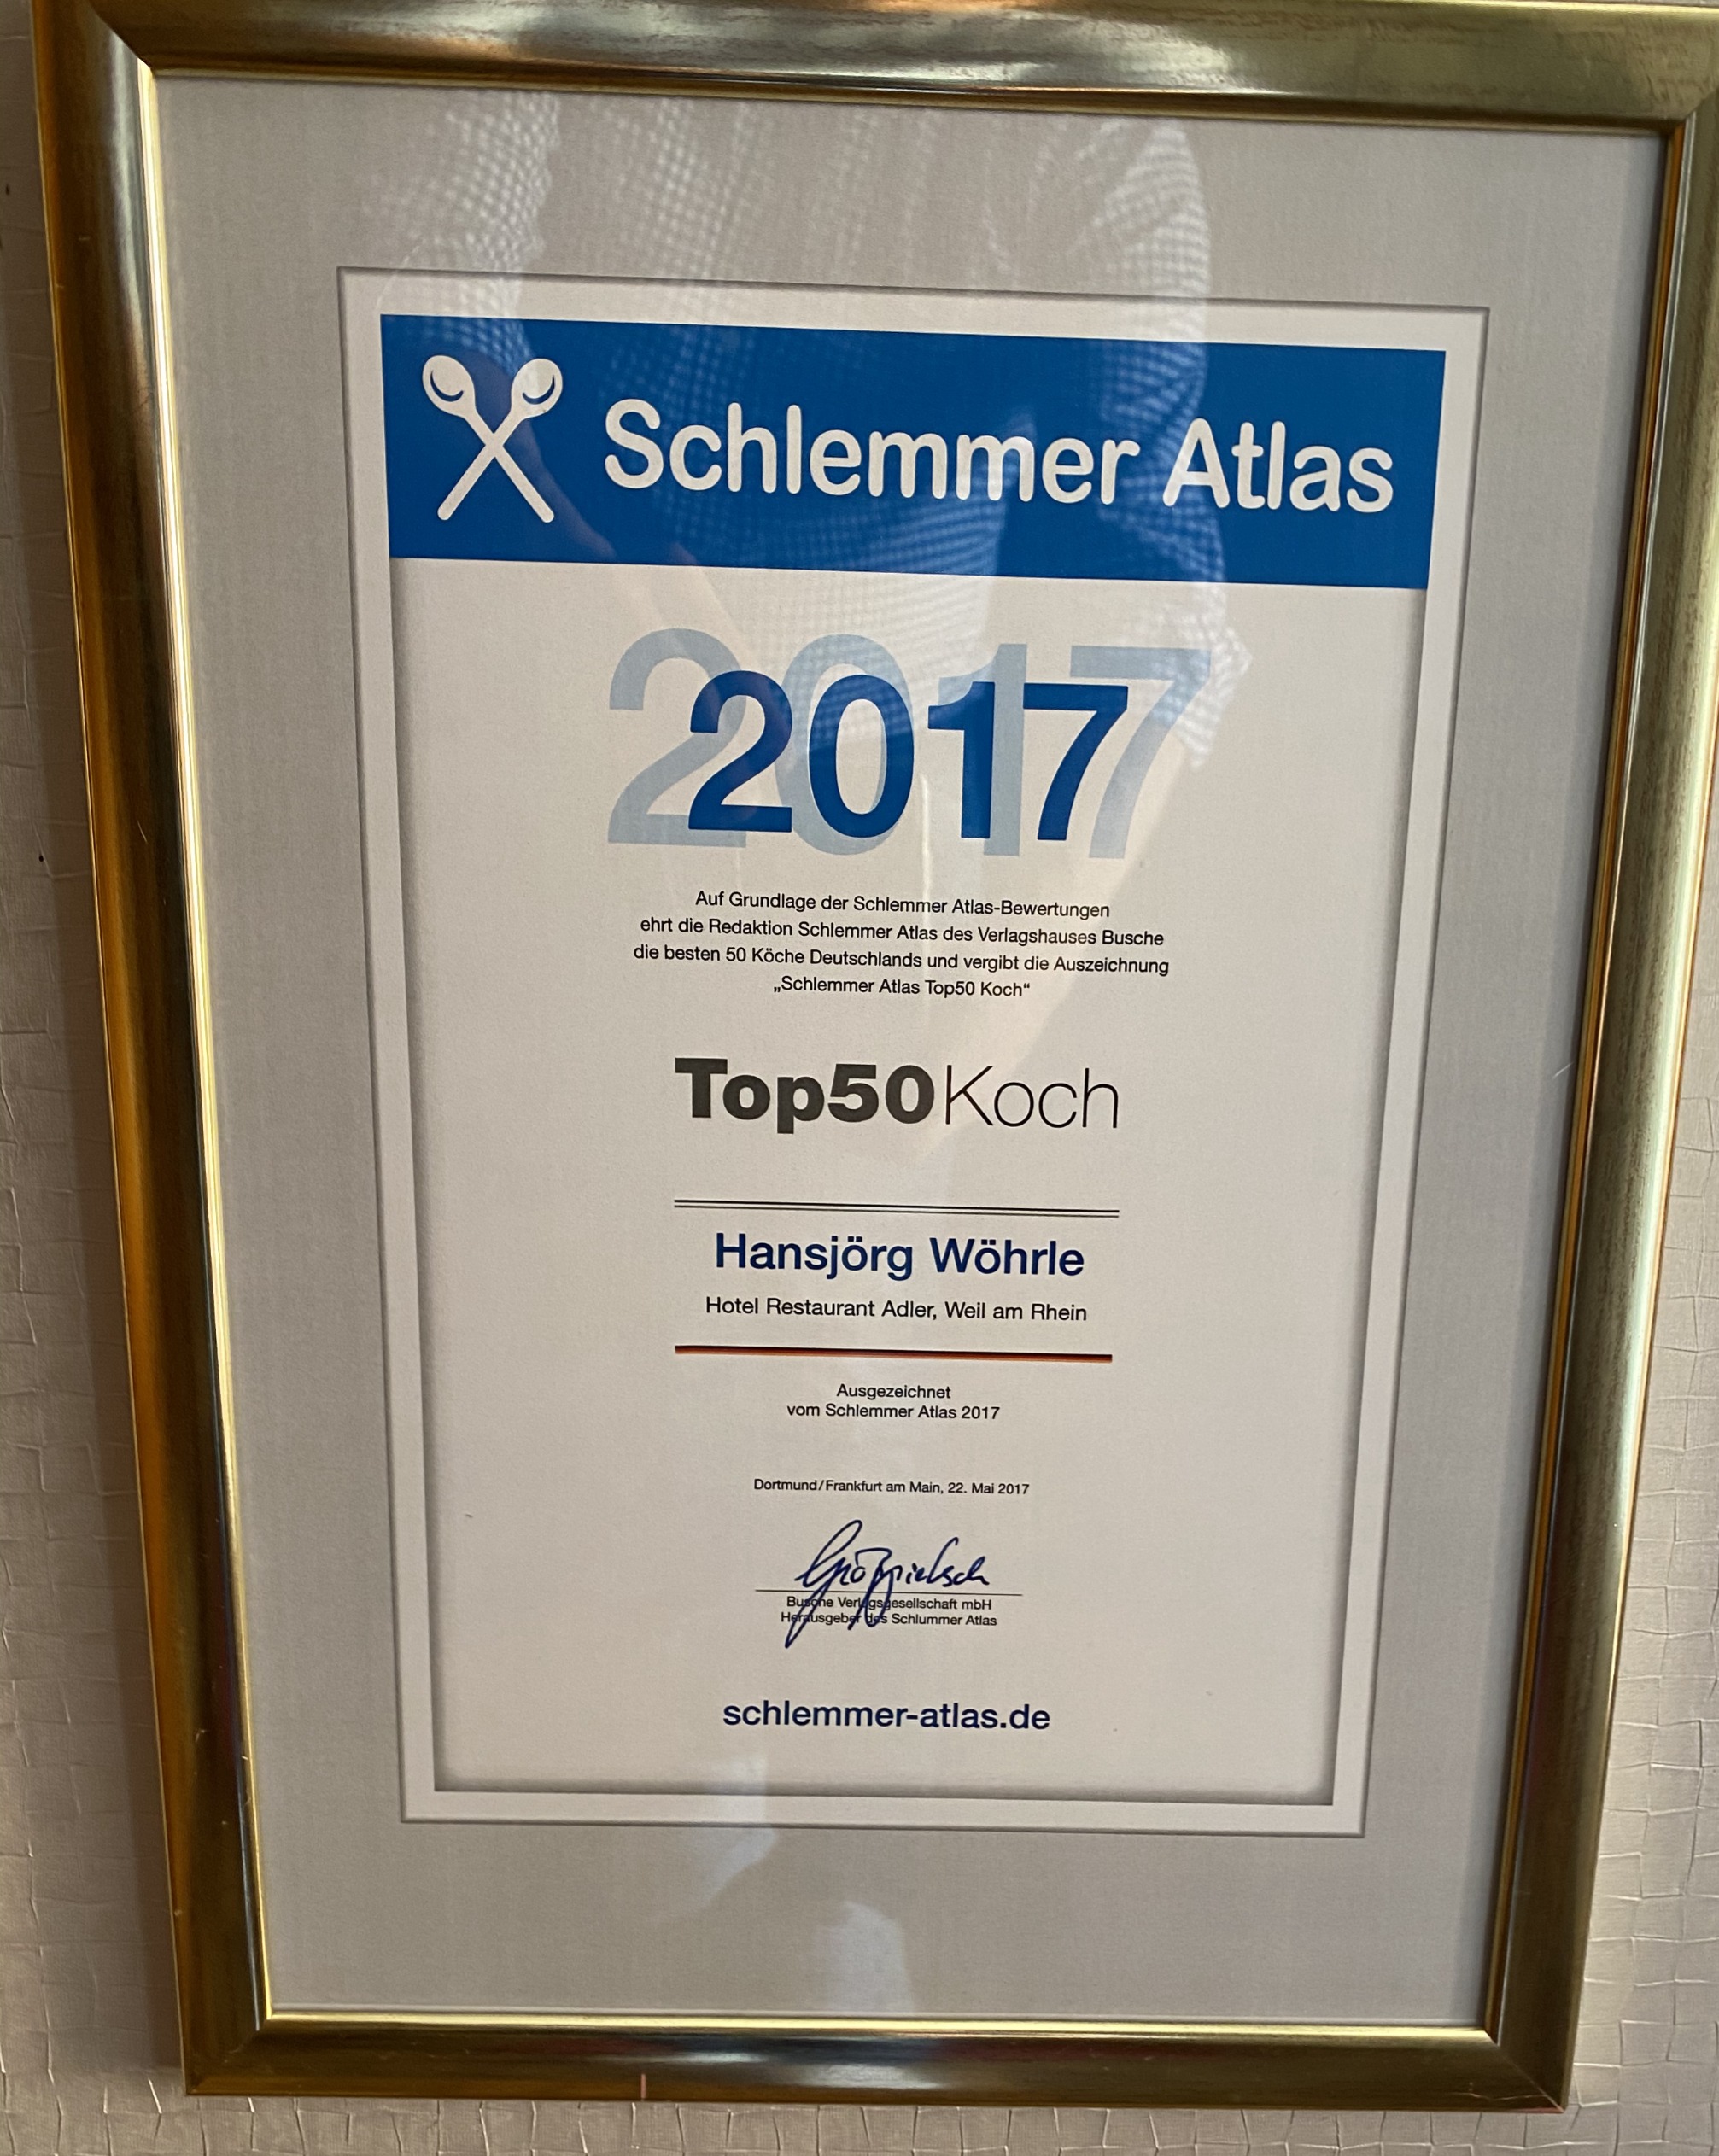 Schlemmer Atlas
2017
Auf Grundlage der Schlemmer Atlas-Bewertungen
ehrt die Redaktion Schlemmer Atlas des Verlagshauses Busche
die besten 50 Köche Deutschlands und vergibt die Auszeichnung
„Schlemmer Atlas Top50 Koch“
Top50Koch
Hansjörg Wöhrle
Hotel Restaurant Adler, Weil am Rhein
Ausgezeichnet
vom Schlemmer Atlas 2017
Dortmund/Frankfurt am Main, 22. Mai 2017
Busche Verlagsgesellschaft mbH
Herausgeber des Schlummer Atlas
schlemmer-atlas.de